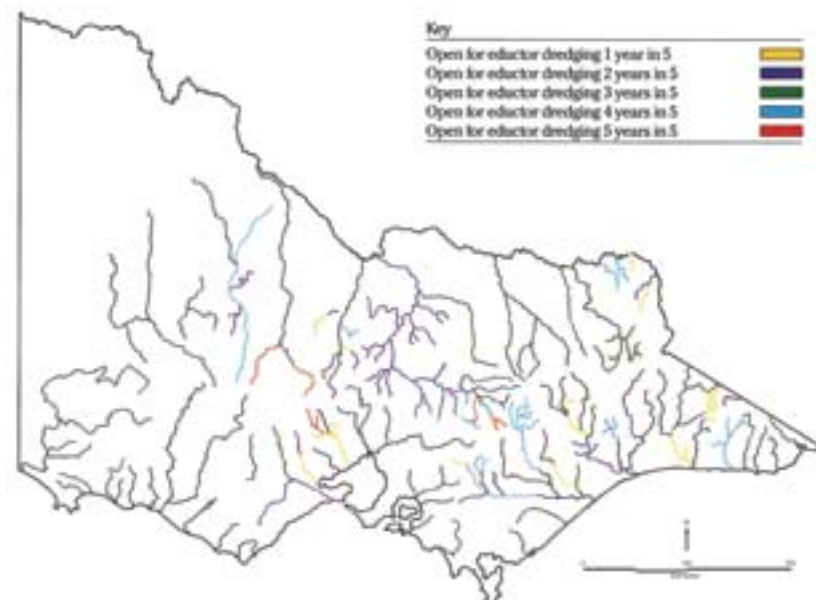 Key
Open for eductor dredging 1 year in 5
Open for eductor dredging 2 years in 5
Open for eductor dredging 3 years in 5
Open for eductor dredging 4 years in 5
Open for eductor dredging 5 years in 5